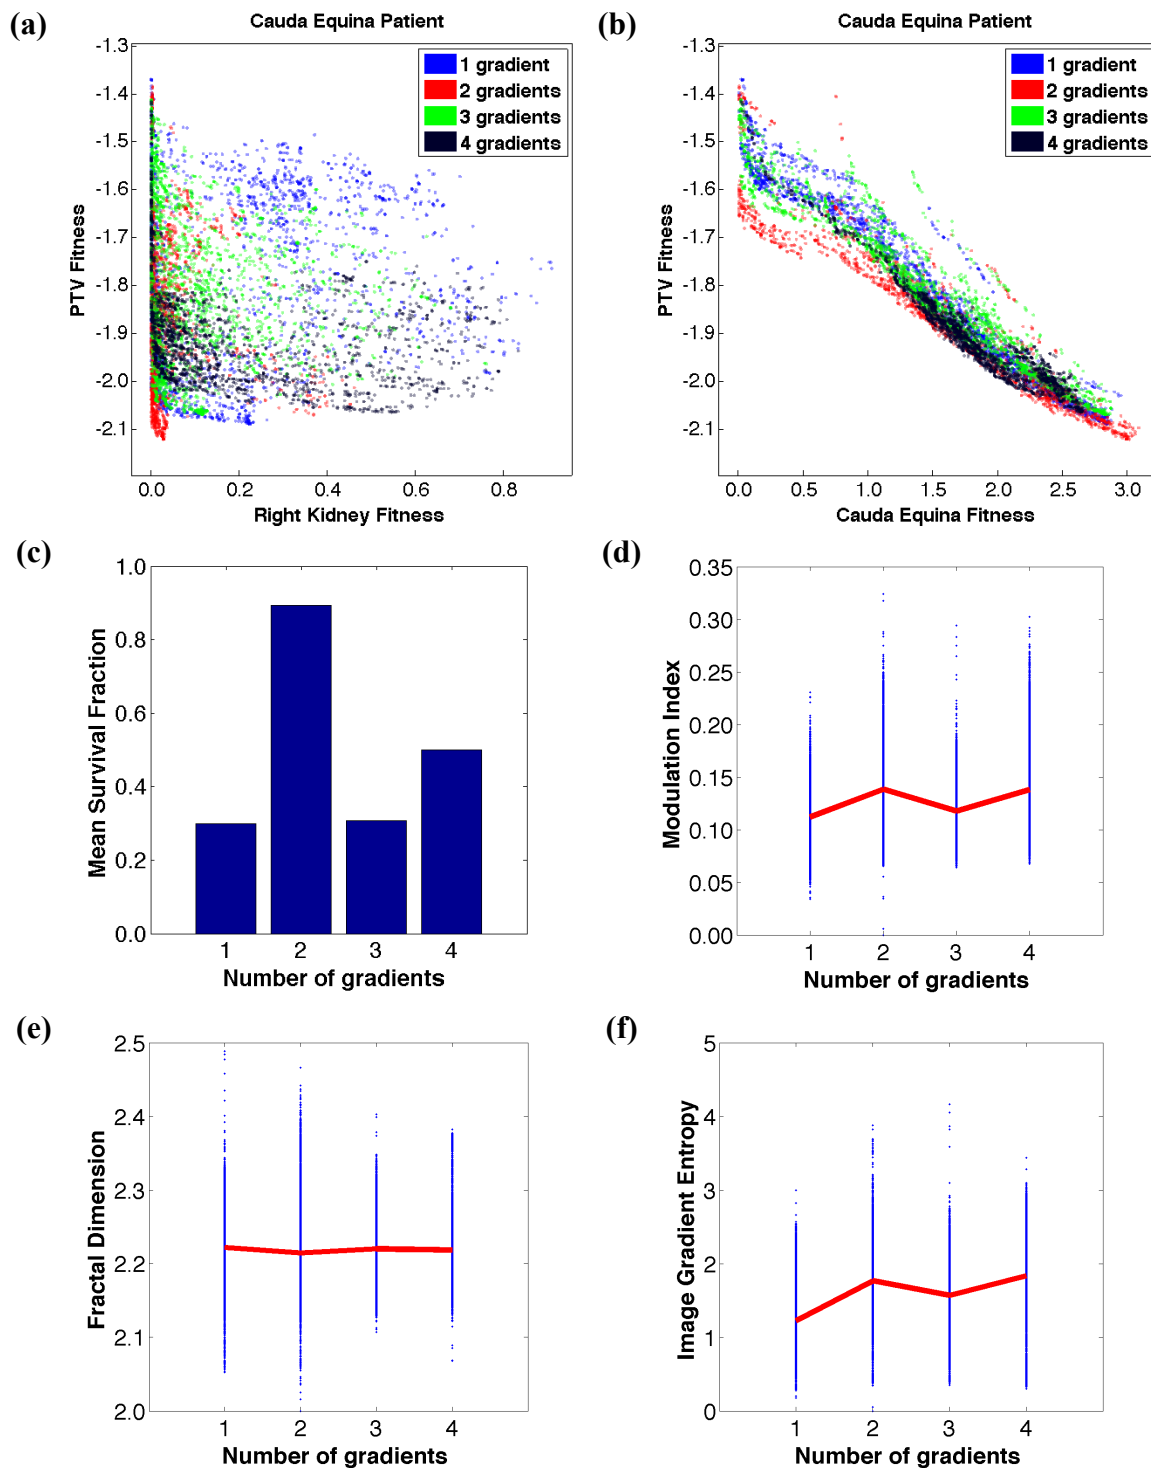 (a)
Cauda Equina Patient
-1.3
-1.4
-1.5
-1.6
-1.7
-1.8
-1.9
-2.0
-2.1
PTV Fitness
1 gradient
2 gradients
3 gradients
4 gradients
0.0 0.2 0.4 0.6 0.8
Right Kidney Fitness
(b)
Cauda Equina Patient
-1.3
-1.4
-1.5
-1.6
-1.7
-1.8
-1.9
-2.0
-2.1
PTV Fitness
1 gradient
2 gradients
3 gradients
4 gradients
0.0 0.5 1.0 1.5 2.0 2.5 3.0
Cauda Equina Fitness
(c)
1.0
0.8
0.6
0.4
0.2
0.0
Mean Survival Fraction
1 2 3 4
Number of gradients
(d)
0.35
0.30
0.25
0.20
0.15
0.10
0.05
0.00
Modulation Index
1 2 3 4
Number of gradients
(e)
2.5
2.4
2.3
2.2
2.1
2.0
Fractal Dimension
1 2 3 4
Number of gradients
(f)
5
4
3
2
1
0
Image Gradient Entropy
1 2 3 4
Number of gradients